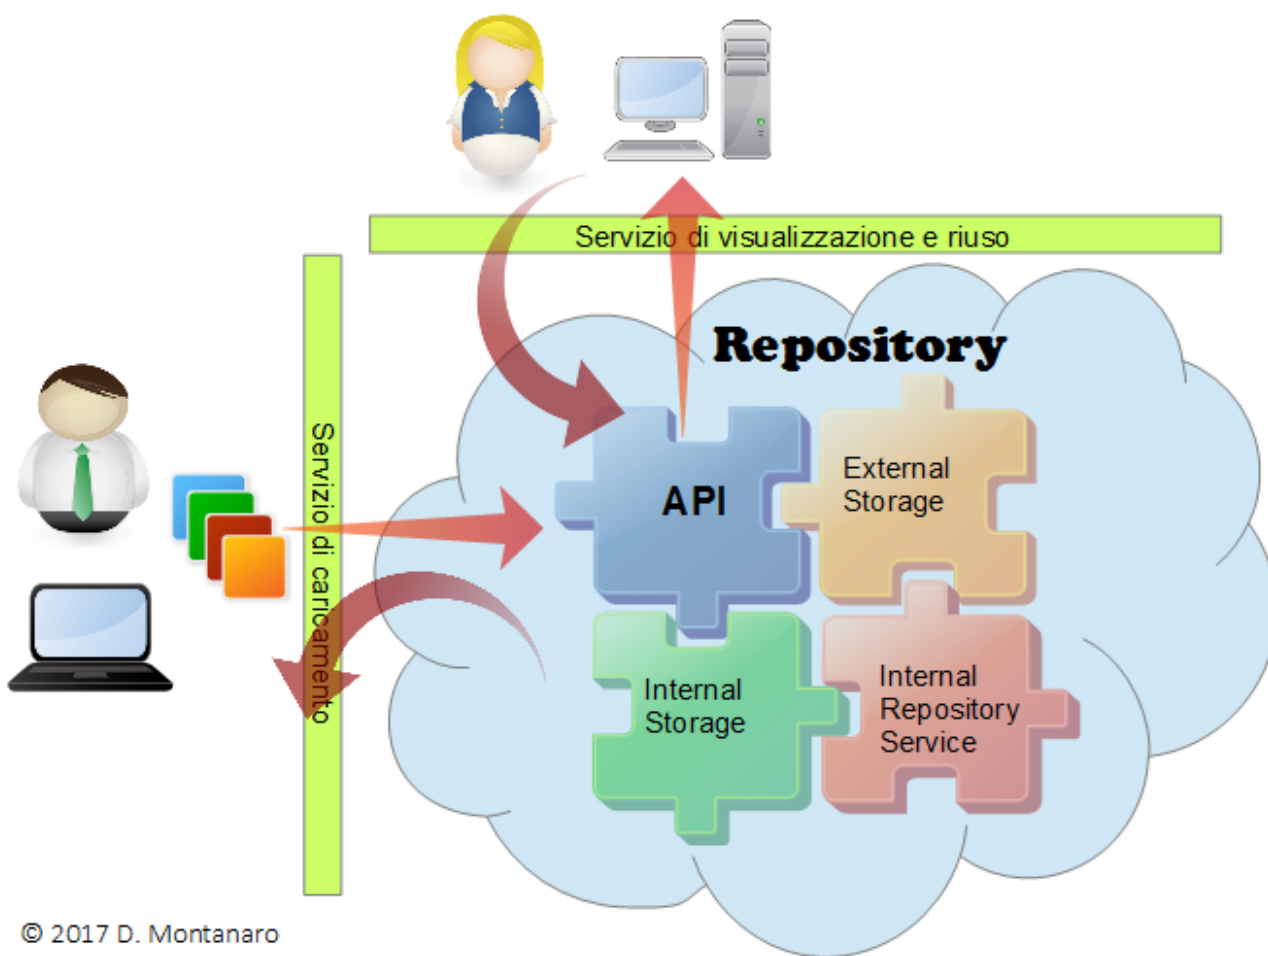 Servizio di visualizzazione e riuso
Repository
Servizio di caricamento
API
External
Storage
Internal
Storage
Internal
Repository
Service
© 2017 D. Montanaro